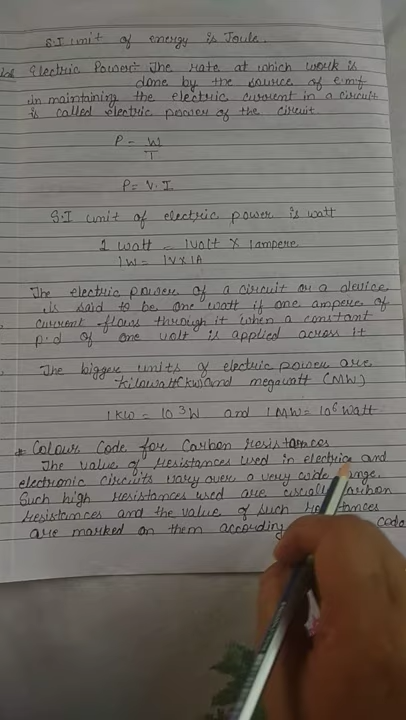 S.I unit of energy is Joule.
Electric Power:- The rate at which work is
done by the source of e.m.f
in maintaining the electric current in a circuit
is called electric power of the circuit.
P = W
T
P = V.I
S.I unit of electric power is watt
1 watt = 1volt × 1ampere
1W = 1V×1A
The electric power of a circuit or a device
is said to be one watt if one ampere of
current flows through it when a constant
p.d of one volt is applied across it
The bigger units of electric power are
kilowatt(kw)and megawatt (MW)
1KW = 10³W and 1MW= 10⁶ Watt
Colour Code for Carbon resistances
The value of resistances used in electrica and
electronic circuits vary over a very wide
Such high resistances used are
resistances and the value of such
are marked on them according code